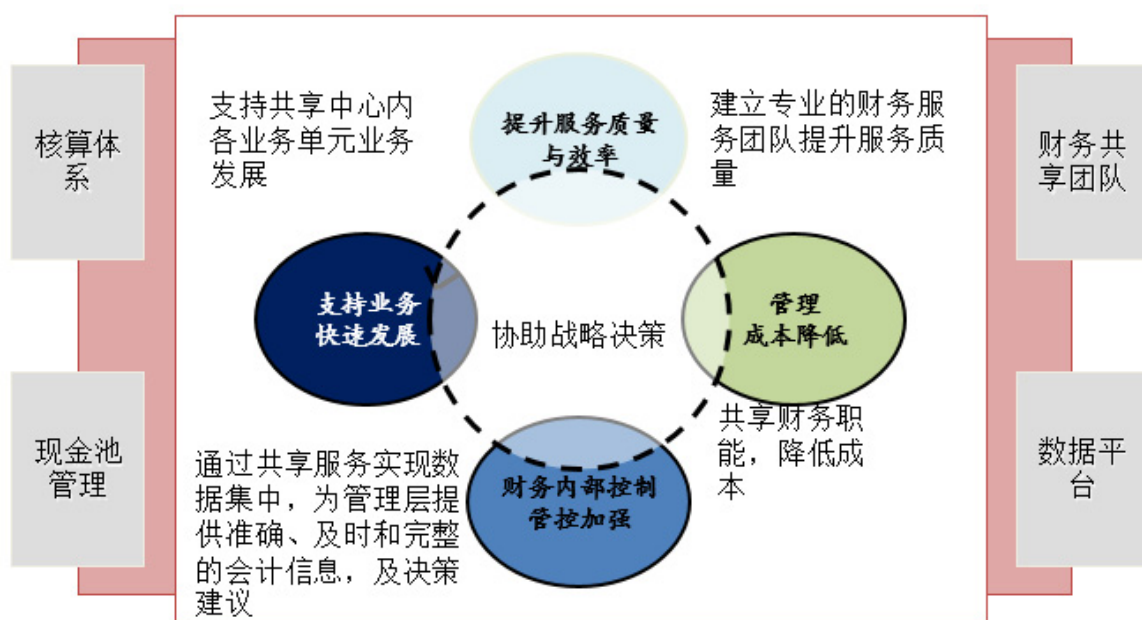 核算体
系
现金池
管理
支持共享中心内
各业务单元业务
发展
提升服务质量
与效率
建立专业的财务服
务团队提升服务质
量
支持业务
快速发展
协助战略决策
管理
成本降低
通过共享服务实现数
据集中，为管理层提
供准确、及时和完整
的会计信息，及决策
建议
财务内部控制
管控加强
共享财务职
能，降低成
本
财务共
享团队
数据平
台